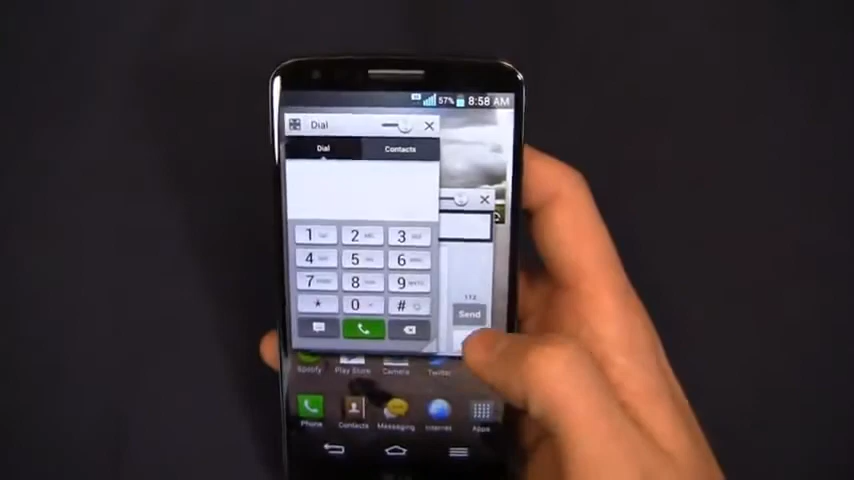 57% 8:58 AM
Dial
Dial Contacts
1 2 3
4 5 6
7 8 9
* 0 #
Send
Spotify Play Store Camera Twitter
Phone Contacts Messaging Internet Apps